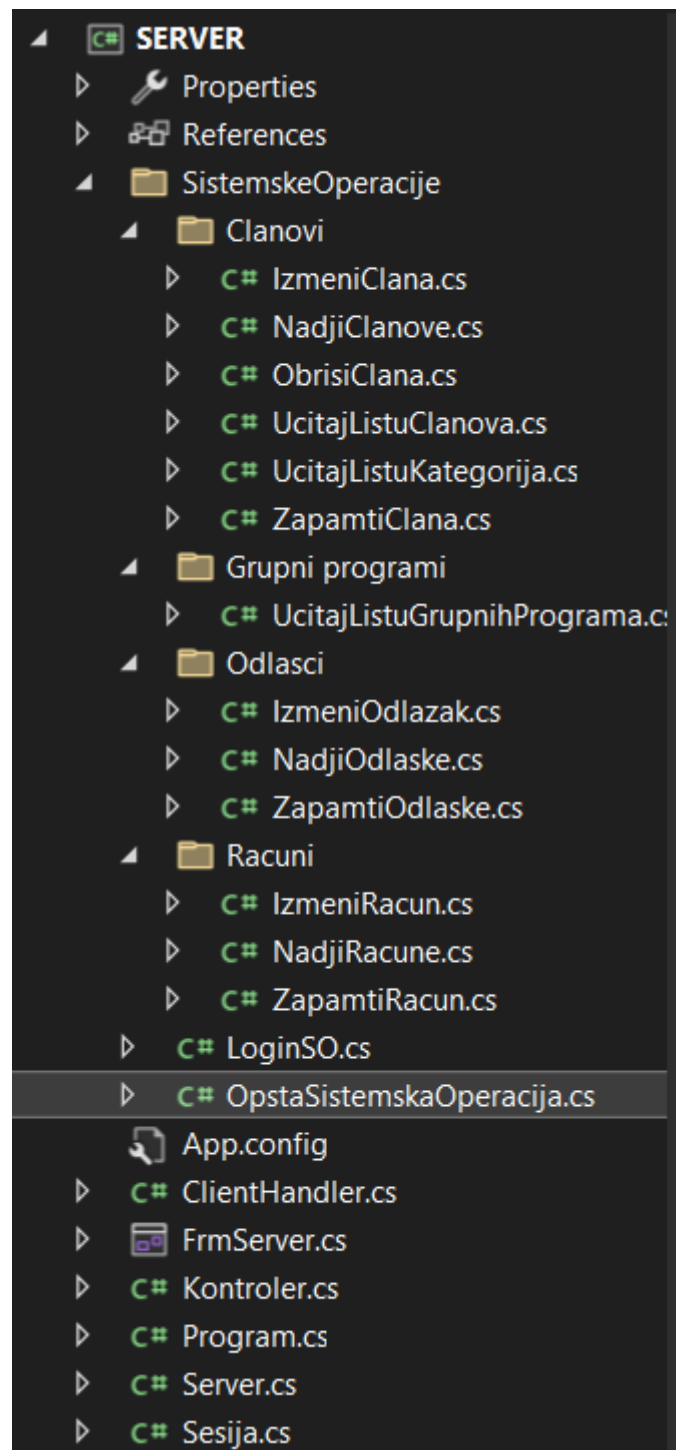 C# SERVER
Properties
References
SistemskeOperacije
Clanovi
C# IzmeniClana.cs
C# NadjiClanove.cs
C# ObrisiClana.cs
C# UcitajListuClanova.cs
C# UcitajListuKategorija.cs
C# ZapamtiClana.cs
Grupni programi
C# UcitajListuGrupnihPrograma.cs
Odlasci
C# IzmeniOdlazak.cs
C# NadjiOdlaske.cs
C# ZapamtiOdlaske.cs
Racuni
C# IzmeniRacun.cs
C# NadjiRacune.cs
C# ZapamtiRacun.cs
C# LoginSO.cs
C# OpstaSistemskaOperacija.cs
App.config
C# ClientHandler.cs
FrmServer.cs
C# Kontroler.cs
C# Program.cs
C# Server.cs
C# Sesija.cs